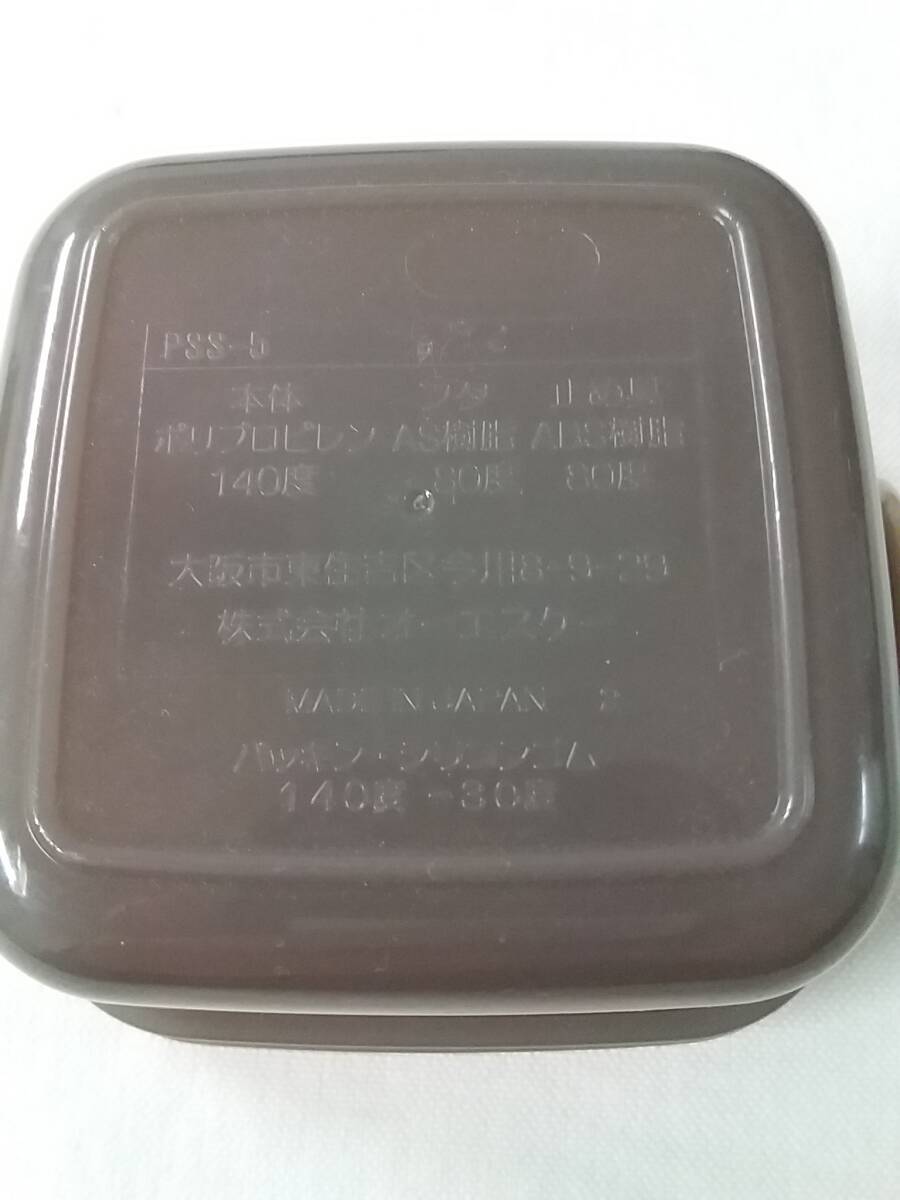 PSS-5
本体 フタ 止め具
ポリプロピレン AS樹脂 ABS樹脂
140度 80度 80度
大阪市東住吉区今川8-9-29
株式会社オーエスケー
MADE IN JAPAN 2
パッキン・シリコンゴム
140度 -30度